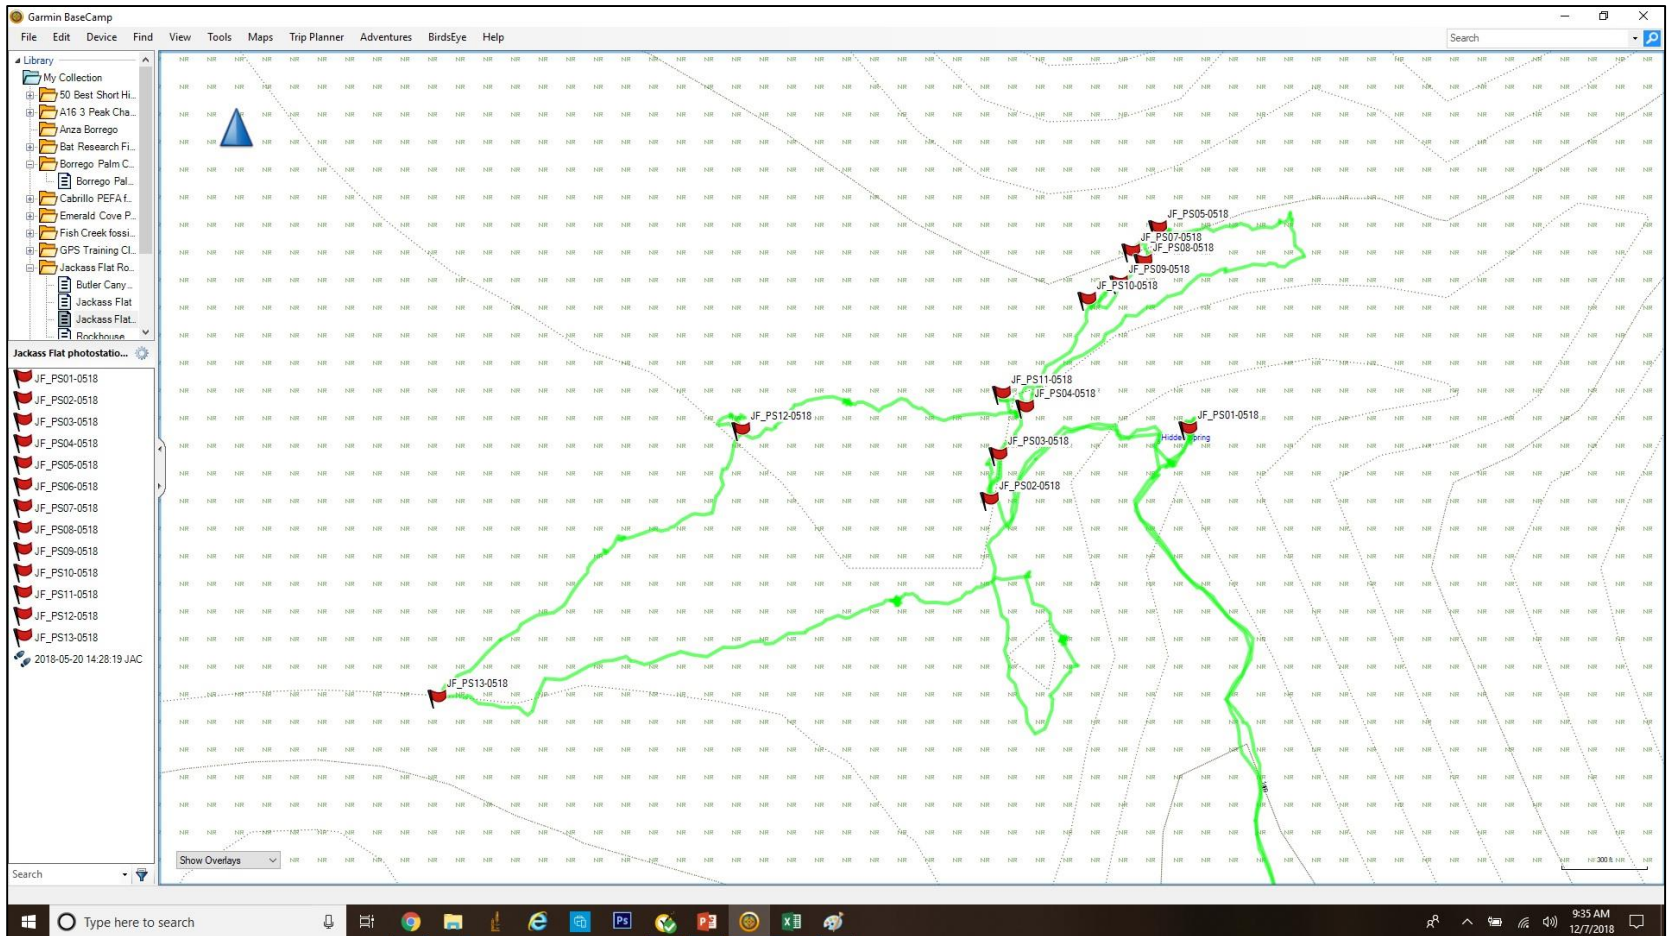 Garmin BaseCamp
File Edit Device Find View Tools Maps Trip Planner Adventures BirdsEye Help
Search
Library
My Collection
50 Best Short Hi...
A16 3 Peak Cha...
Anza Borrego
Bat Research Fi...
Borrego Palm C...
Borrego Pal...
Cabrillo PEFA f...
Emerald Cove P...
Fish Creek fossi...
GPS Training Cl...
Jackass Flat Ro...
Butler Cany...
Jackass Flat
Jackass Flat...
Rockhouse
Jackass Flat photostatio...
JF_PS01-0518
JF_PS02-0518
JF_PS03-0518
JF_PS04-0518
JF_PS05-0518
JF_PS06-0518
JF_PS07-0518
JF_PS08-0518
JF_PS09-0518
JF_PS10-0518
JF_PS11-0518
JF_PS12-0518
JF_PS13-0518
2018-05-20 14:28:19 JAC
Search
JF_PS05-0518
JF_PS07-0518
JF_PS08-0518
JF_PS09-0518
JF_PS10-0518
JF_PS11-0518
JF_PS04-0518
JF_PS12-0518
JF_PS01-0518
JF_PS03-0518
JF_PS02-0518
JF_PS13-0518
Show Overlays
300 ft
Type here to search
9:35 AM
12/7/2018